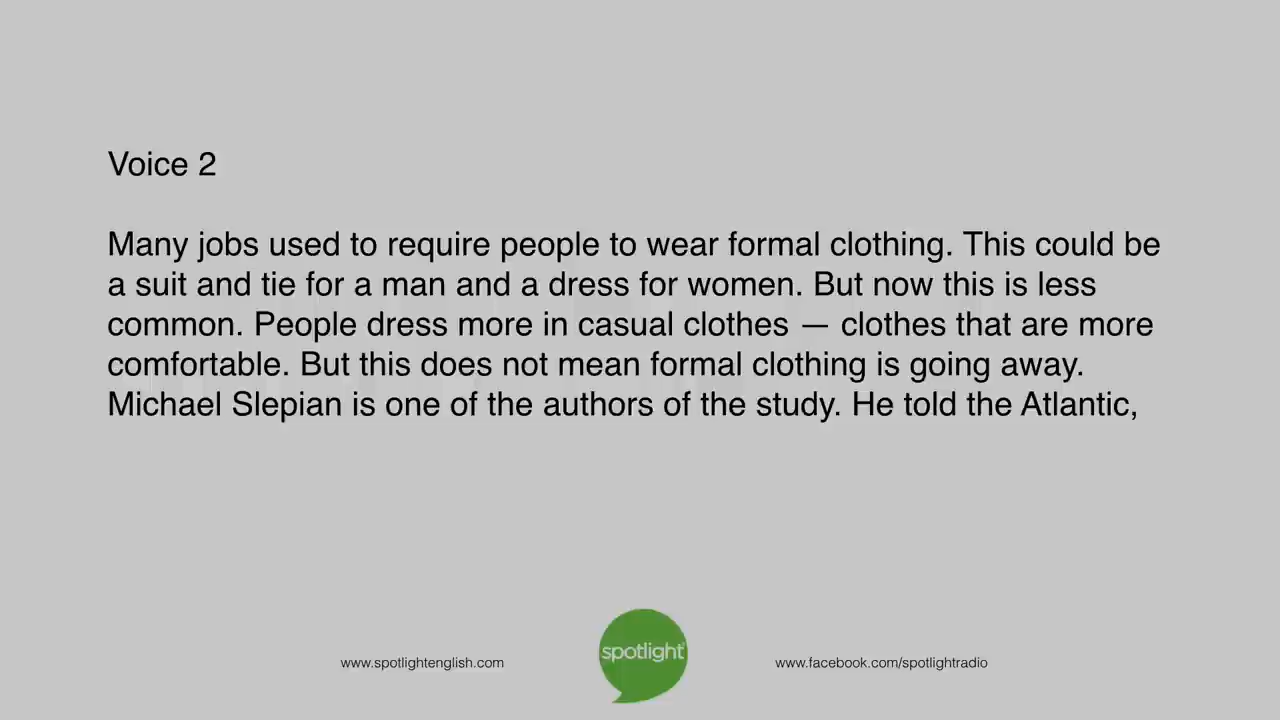 Voice 2
Many jobs used to require people to wear formal clothing. This could be
a suit and tie for a man and a dress for women. But now this is less
common. People dress more in casual clothes — clothes that are more
comfortable. But this does not mean formal clothing is going away.
Michael Slepian is one of the authors of the study. He told the Atlantic,
www.spotlightenglish.com
spotlight
www.facebook.com/spotlightradio